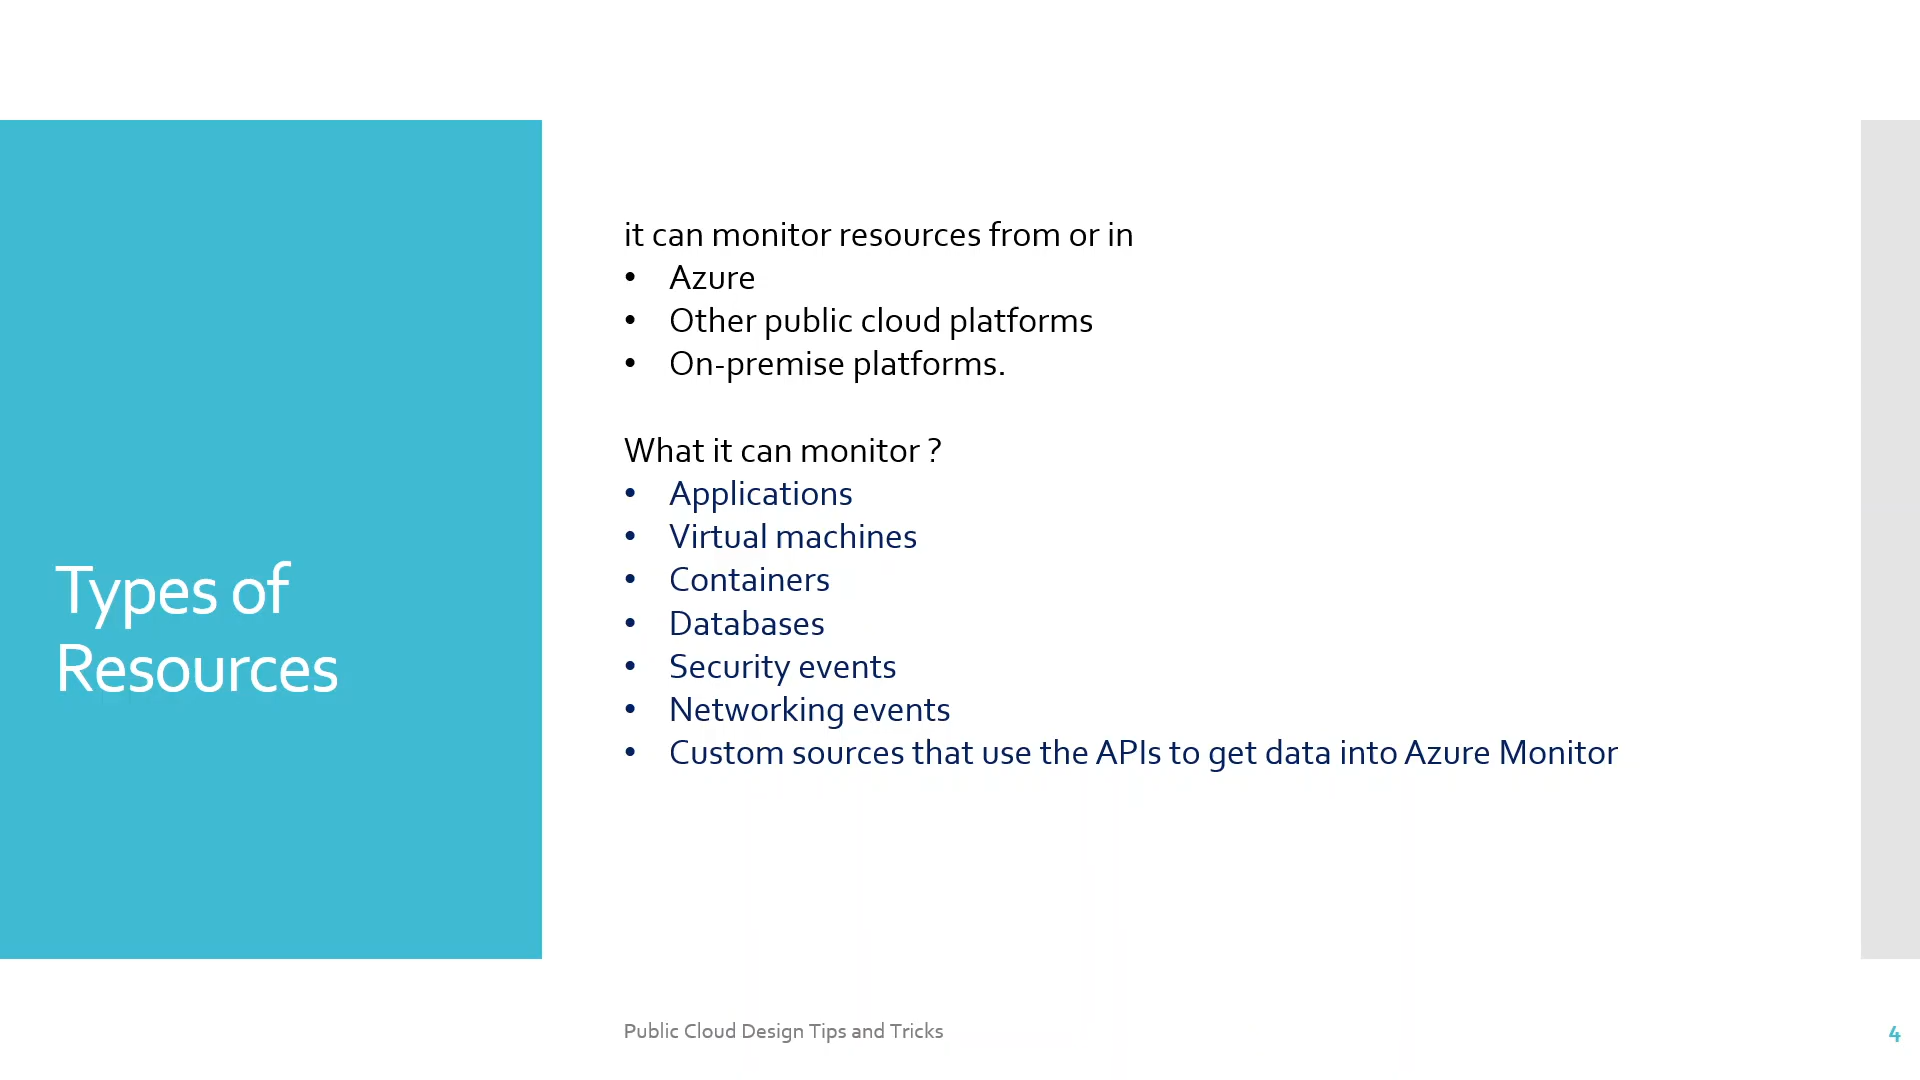 Types of
Resources
it can monitor resources from or in
• Azure
• Other public cloud platforms
• On-premise platforms.
What it can monitor ?
• Applications
• Virtual machines
• Containers
• Databases
• Security events
• Networking events
• Custom sources that use the APIs to get data into Azure Monitor
Public Cloud Design Tips and Tricks
4